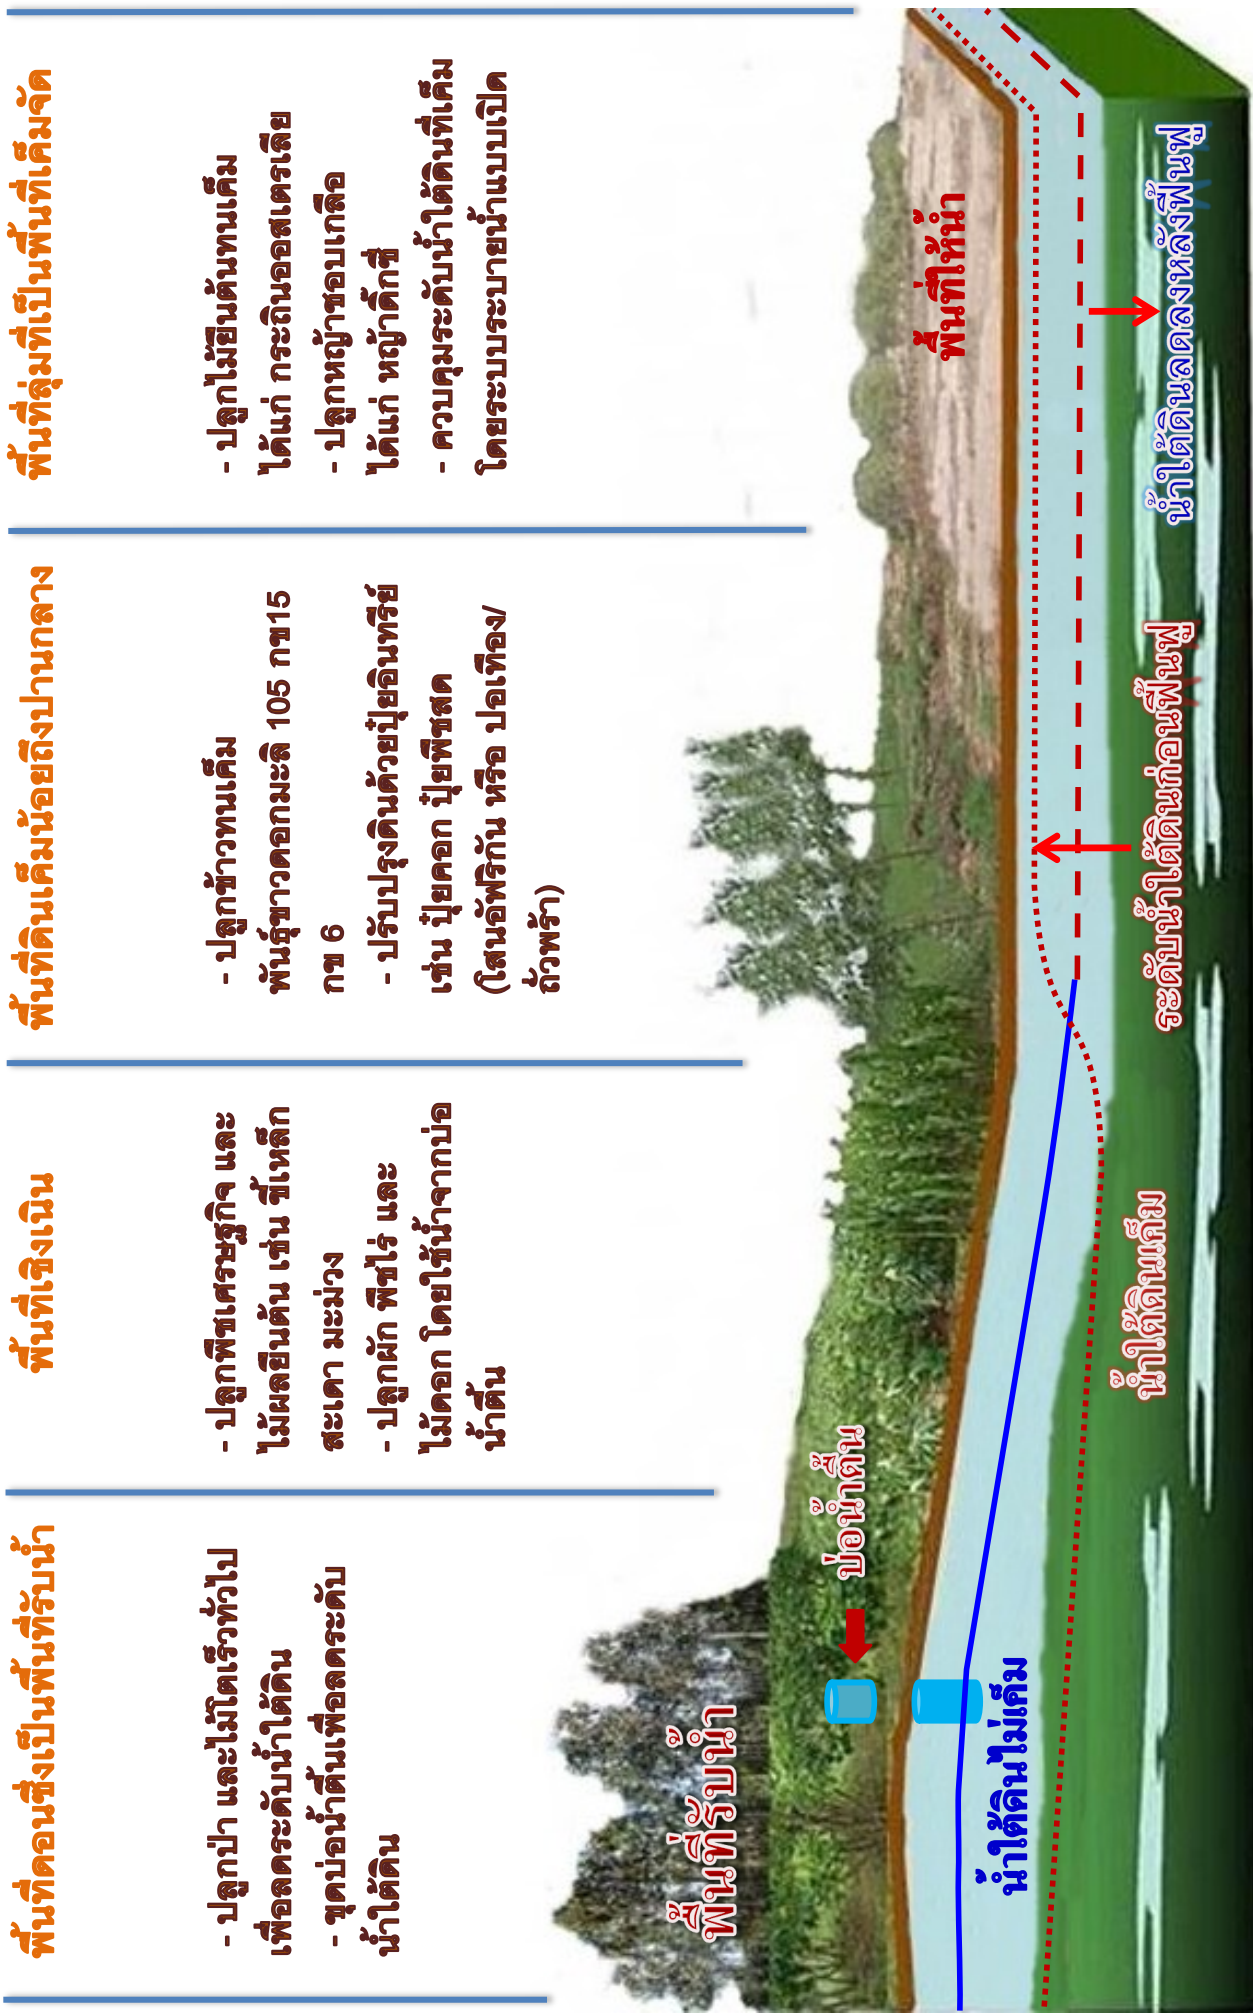 พื้นที่ดอนซึ่งเป็นพื้นที่รับน้ำ
- ปลูกป่า และไม้โตเร็วทั่วไป
เพื่อลดระดับน้ำใต้ดิน
- ขุดบ่อน้ำตื้นเพื่อลดระดับ
น้ำใต้ดิน
พื้นที่เชิงเนิน
- ปลูกพืชเศรษฐกิจ และ
ไม้ผลยืนต้น เช่น ขี้เหล็ก
สะเดา มะม่วง
- ปลูกผัก พืชไร่ และ
ไม้ดอก โดยใช้น้ำจากบ่อ
น้ำตื้น
พื้นที่ดินเค็มน้อยถึงปานกลาง
- ปลูกข้าวทนเค็ม
พันธุ์ขาวดอกมะลิ 105 กข15
กข 6
- ปรับปรุงดินด้วยปุ๋ยอินทรีย์
เช่น ปุ๋ยคอก ปุ๋ยพืชสด
(โสนอัฟริกัน หรือ ปอเทือง/
ถั่วพร้า)
พื้นที่ลุ่มที่เป็นพื้นที่เค็มจัด
- ปลูกไม้ยืนต้นทนเค็ม
ได้แก่ กระถินออสเตรเลีย
- ปลูกหญ้าชอบเกลือ
ได้แก่ หญ้าดิ๊กซี่
- ควบคุมระดับน้ำใต้ดินที่เค็ม
โดยระบบระบายน้ำแบบเปิด
พื้นที่รับน้ำ
บ่อน้ำตื้น
พื้นที่ให้น้ำ
น้ำใต้ดินไม่เค็ม
น้ำใต้ดินเค็ม
ระดับน้ำใต้ดินก่อนฟื้นฟู
น้ำใต้ดินลดลงหลังฟื้นฟู